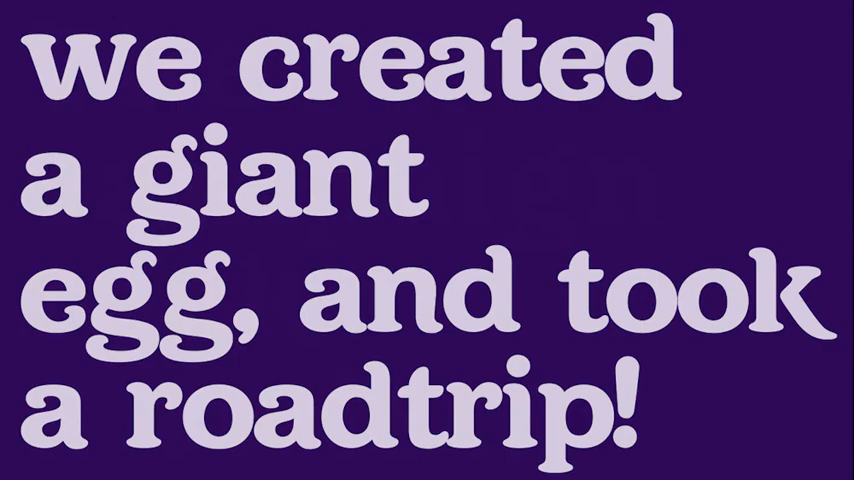 we created
a giant
egg, and took
a roadtrip!